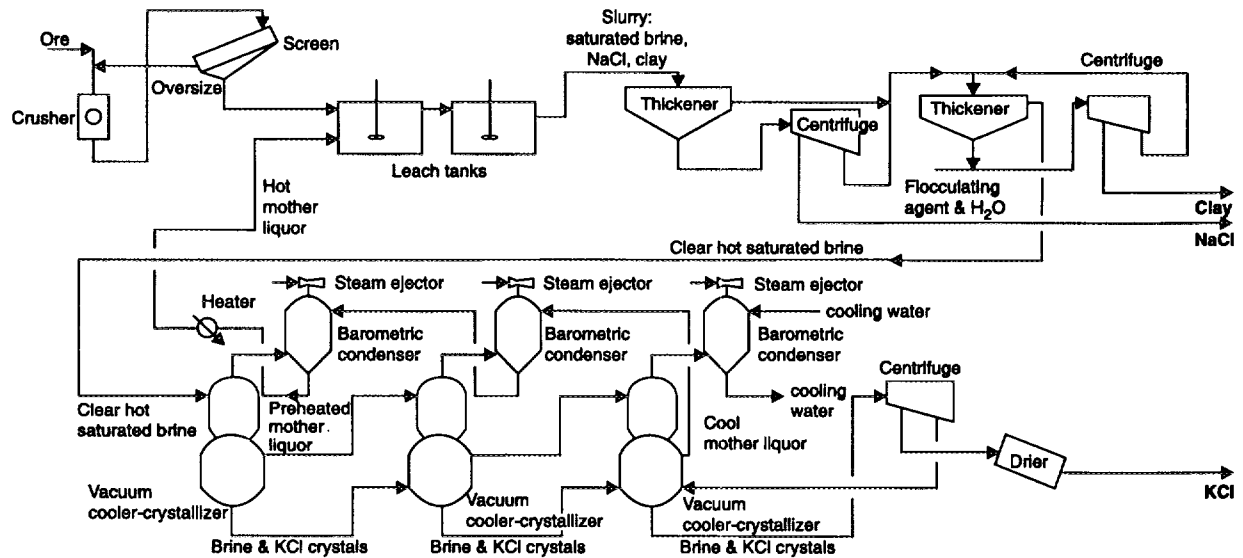 Ore
Screen
Oversize
Crusher
Slurry:
saturated brine,
NaCl, clay
Leach tanks
Thickener
Centrifuge
Thickener
Centrifuge
Flocculating
agent & H₂O
Clay
NaCl
Hot
mother
liquor
Clear hot saturated brine
Heater
Steam ejector
Barometric
condenser
Steam ejector
Barometric
condenser
Steam ejector
cooling water
Barometric
condenser
cooling
water
Centrifuge
Clear hot
saturated brine
Preheated
mother
liquor
Cool
mother liquor
Drier
KCl
Vacuum
cooler-crystallizer
Vacuum
cooler-crystallizer
Vacuum
cooler-crystallizer
Brine & KCl crystals
Brine & KCl crystals
Brine & KCl crystals